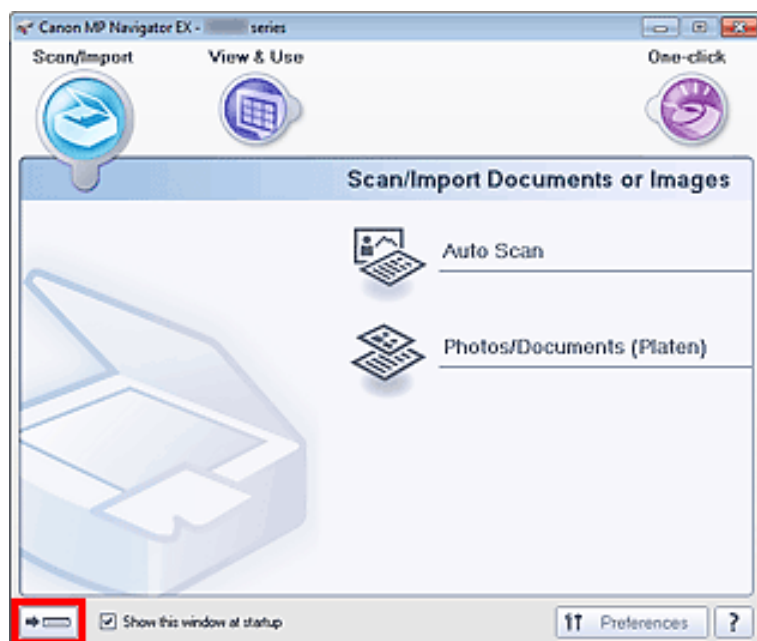 Canon MP Navigator EX - series
Scan/Import View & Use One-click
Scan/Import Documents or Images
Auto Scan
Photos/Documents (Platen)
Show this window at startup Preferences ?